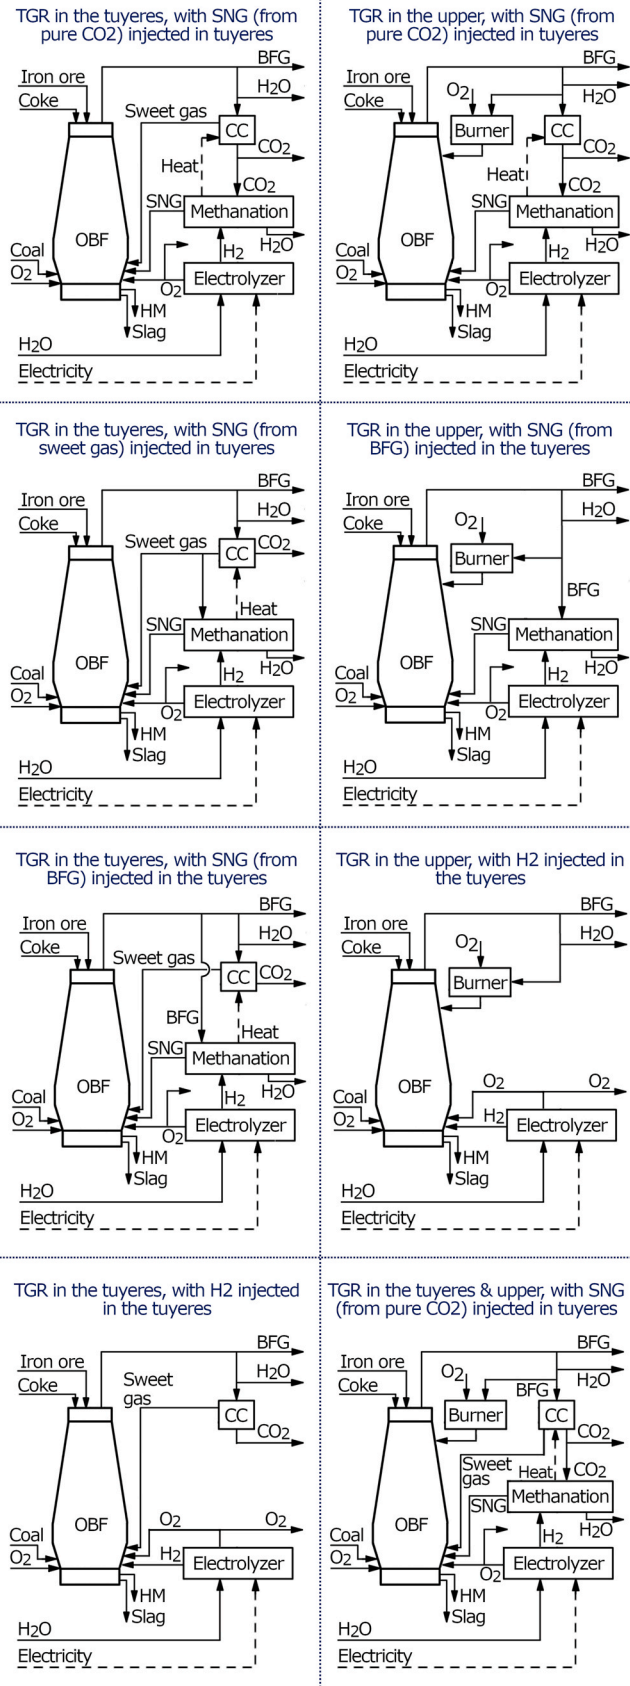 TGR in the tuyeres, with SNG (from
pure CO2) injected in tuyeres
BFG
Iron ore
H2O
Coke
Sweet gas
CC
CO2
Heat
CO2
SNG
Methanation
OBF
H2O
Coal
H2
O2
Electrolyzer
O2
HM
Slag
H2O
Electricity
TGR in the upper, with SNG (from
pure CO2) injected in tuyeres
BFG
Iron ore
O2
H2O
Coke
Burner
CC
CO2
Heat
CO2
SNG
Methanation
OBF
H2O
Coal
H2
O2
Electrolyzer
O2
HM
Slag
H2O
Electricity
TGR in the tuyeres, with SNG (from
sweet gas) injected in tuyeres
BFG
Iron ore
H2O
Coke
Sweet gas
CC
CO2
Heat
SNG
Methanation
OBF
H2O
Coal
H2
O2
Electrolyzer
O2
HM
Slag
H2O
Electricity
TGR in the upper, with SNG (from
BFG) injected in the tuyeres
BFG
Iron ore
H2O
Coke
O2
Burner
BFG
SNG
Methanation
OBF
H2O
Coal
H2
O2
Electrolyzer
O2
HM
Slag
H2O
Electricity
TGR in the tuyeres, with SNG (from
BFG) injected in the tuyeres
BFG
Iron ore
H2O
Coke
Sweet gas
CC
CO2
BFG
Heat
SNG
Methanation
OBF
H2O
Coal
H2
O2
Electrolyzer
O2
HM
Slag
H2O
Electricity
TGR in the upper, with H2 injected in
the tuyeres
BFG
Iron ore
H2O
Coke
O2
Burner
OBF
O2
O2
Coal
H2
O2
Electrolyzer
HM
Slag
H2O
Electricity
TGR in the tuyeres, with H2 injected
in the tuyeres
BFG
Iron ore
H2O
Coke
Sweet
gas
CC
CO2
OBF
O2
O2
Coal
H2
O2
Electrolyzer
HM
Slag
H2O
Electricity
TGR in the tuyeres & upper, with SNG
(from pure CO2) injected in tuyeres
BFG
Iron ore
O2
H2O
Coke
BFG
Burner
CC
CO2
Sweet
gas
Heat
CO2
SNG
Methanation
OBF
H2O
Coal
H2
O2
Electrolyzer
O2
HM
Slag
H2O
Electricity